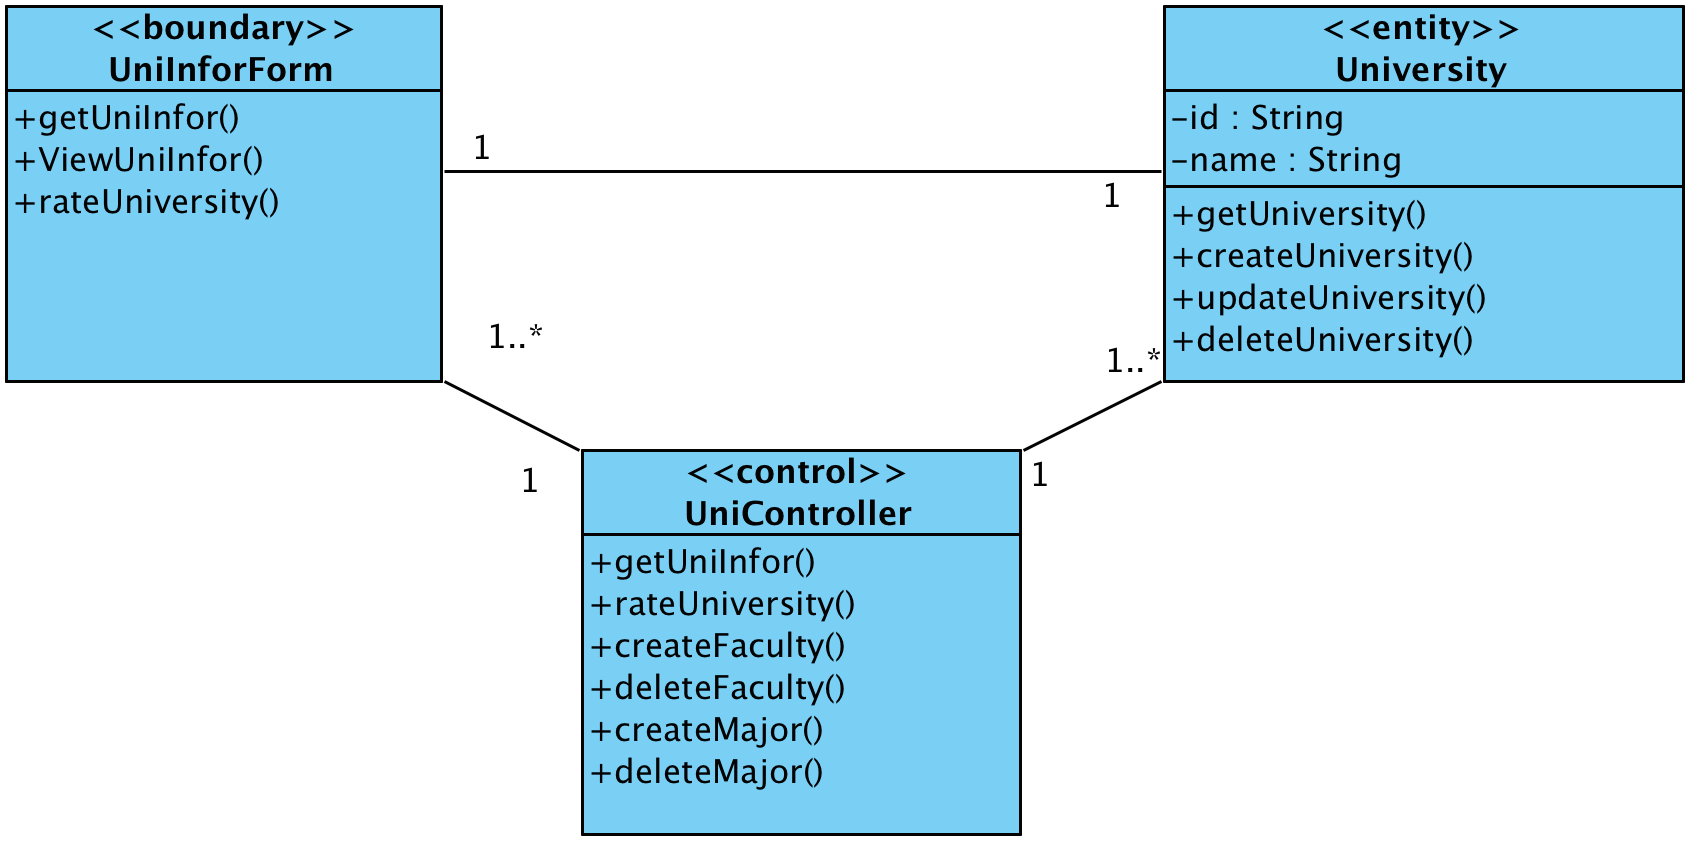 <<boundary>>
UniInforForm
+getUniInfor()
+ViewUniInfor()
+rateUniversity()
1
1
<<entity>>
University
-id : String
-name : String
+getUniversity()
+createUniversity()
+updateUniversity()
+deleteUniversity()
1..*
1..*
1
1
<<control>>
UniController
+getUniInfor()
+rateUniversity()
+createFaculty()
+deleteFaculty()
+createMajor()
+deleteMajor()